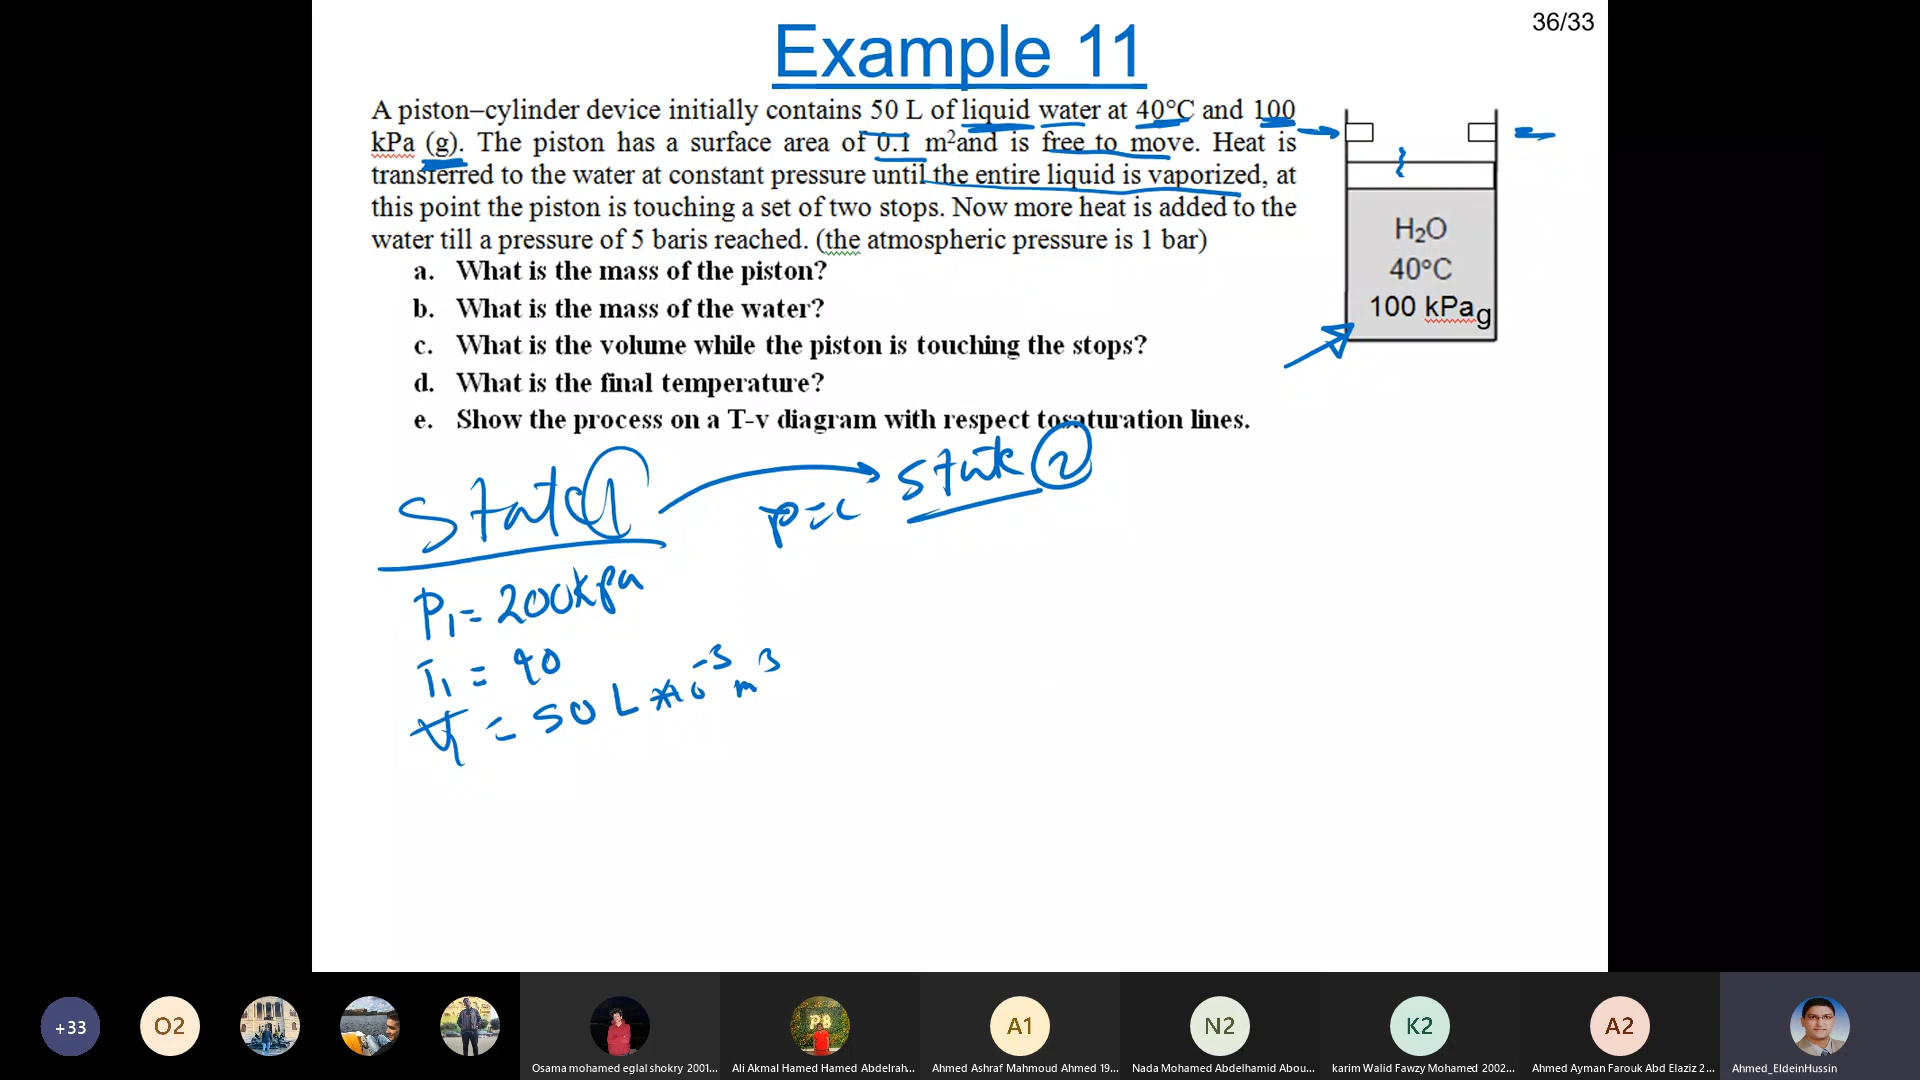 36/33
Example 11
A piston–cylinder device initially contains 50 L of liquid water at 40°C and 100
kPa (g). The piston has a surface area of 0.1 m²and is free to move. Heat is
transferred to the water at constant pressure until the entire liquid is vaporized, at
this point the piston is touching a set of two stops. Now more heat is added to the
water till a pressure of 5 baris reached. (the atmospheric pressure is 1 bar)
a. What is the mass of the piston?
b. What is the mass of the water?
c. What is the volume while the piston is touching the stops?
d. What is the final temperature?
e. Show the process on a T-v diagram with respect tosaturation lines.
H₂O
40°C
100 kPag
State 1
P=c
State 2
P₁ = 200kpa
T₁ = 40
V = 50 L *10⁻³ m³
+33
O2
A1
N2
K2
A2
Osama mohamed eglal shokry 2001...
Ali Akmal Hamed Hamed Abdelrah...
Ahmed Ashraf Mahmoud Ahmed 19...
Nada Mohamed Abdelhamid Abou...
karim Walid Fawzy Mohamed 2002...
Ahmed Ayman Farouk Abd Elaziz 2...
Ahmed_EldeinHussin